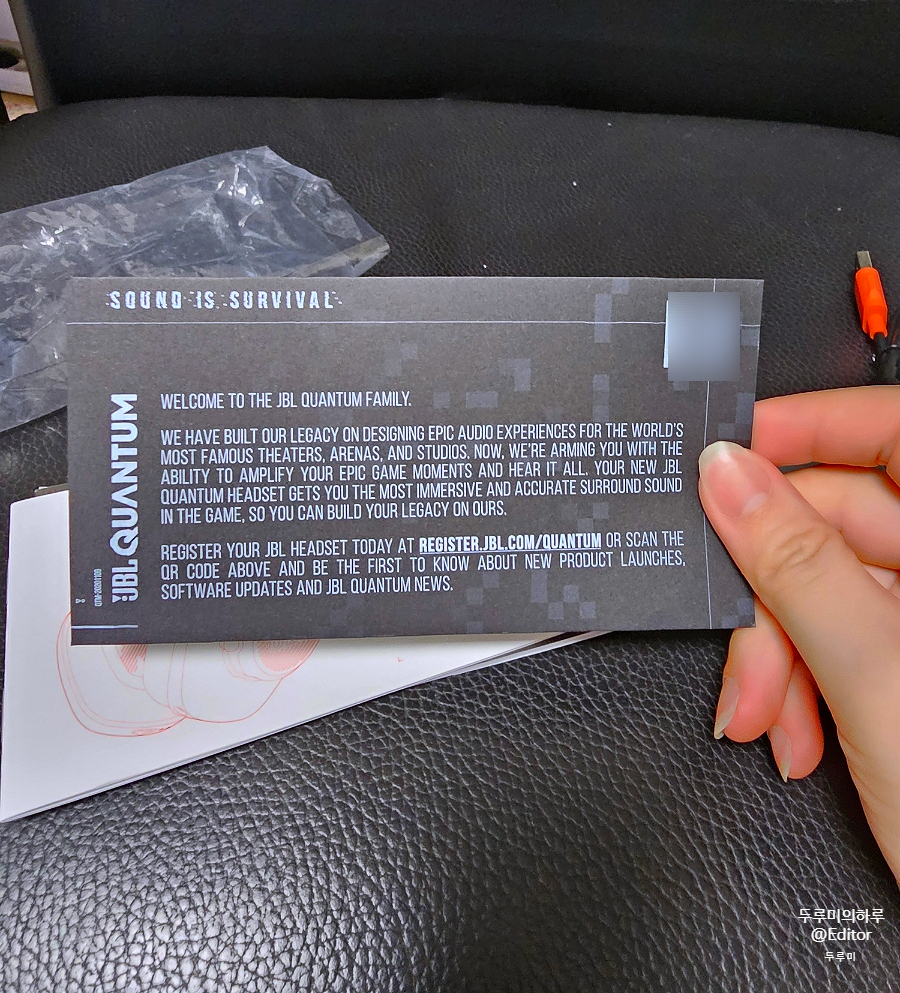 SOUND IS SURVIVAL
WELCOME TO THE JBL QUANTUM FAMILY.
WE HAVE BUILT OUR LEGACY ON DESIGNING EPIC AUDIO EXPERIENCES FOR THE WORLD'S
MOST FAMOUS THEATERS, ARENAS, AND STUDIOS. NOW, WE'RE ARMING YOU WITH THE
ABILITY TO AMPLIFY YOUR EPIC GAME MOMENTS AND HEAR IT ALL. YOUR NEW JBL
QUANTUM HEADSET GETS YOU THE MOST IMMERSIVE AND ACCURATE SURROUND SOUND
IN THE GAME, SO YOU CAN BUILD YOUR LEGACY ON OURS.
REGISTER YOUR JBL HEADSET TODAY AT REGISTER.JBL.COM/QUANTUM OR SCAN THE
QR CODE ABOVE AND BE THE FIRST TO KNOW ABOUT NEW PRODUCT LAUNCHES,
SOFTWARE UPDATES AND JBL QUANTUM NEWS.
JBL QUANTUM
두루미의하루
@Editor
두루미